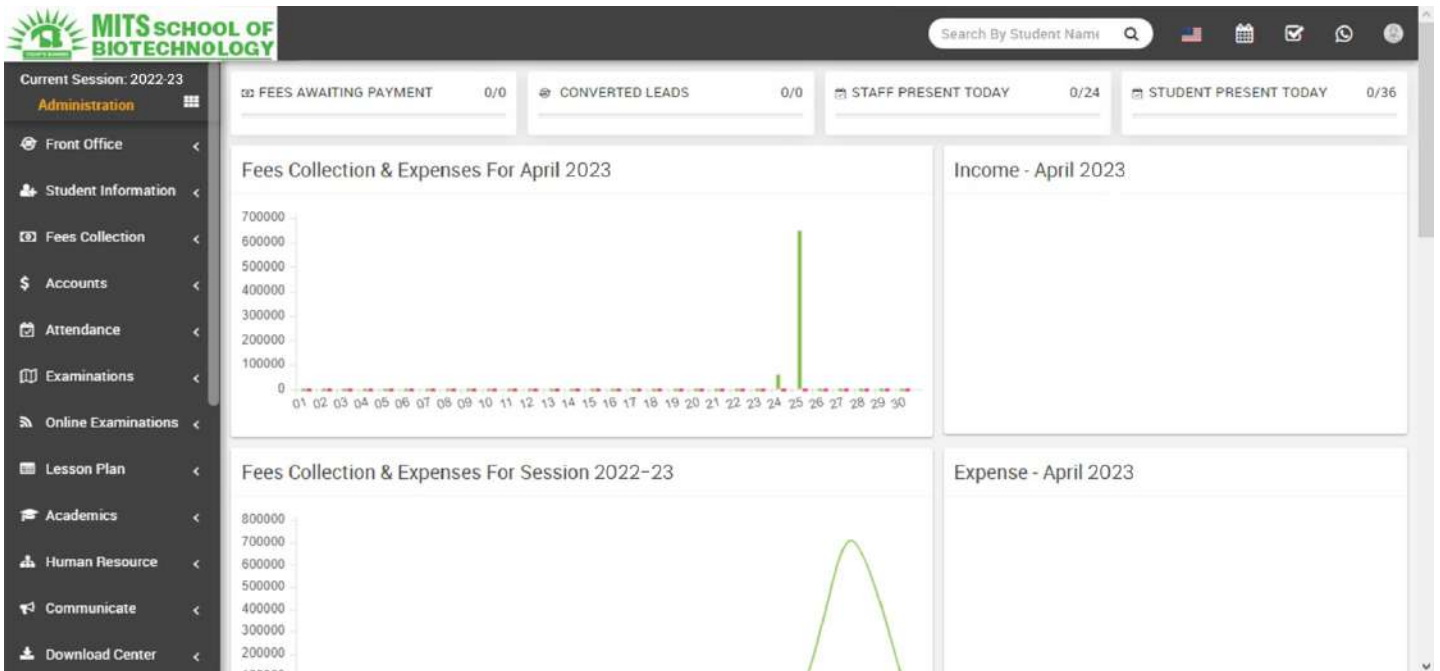 MITS SCHOOL OF
BIOTECHNOLOGY
Search By Student Name
Current Session: 2022-23
Administration
Front Office
Student Information
Fees Collection
Accounts
Attendance
Examinations
Online Examinations
Lesson Plan
Academics
Human Resource
Communicate
Download Center
FEES AWAITING PAYMENT 0/0
CONVERTED LEADS 0/0
STAFF PRESENT TODAY 0/24
STUDENT PRESENT TODAY 0/36
Fees Collection & Expenses For April 2023
700000
600000
500000
400000
300000
200000
100000
0
01 02 03 04 05 06 07 08 09 10 11 12 13 14 15 16 17 18 19 20 21 22 23 24 25 26 27 28 29 30
Income - April 2023
Fees Collection & Expenses For Session 2022-23
800000
700000
600000
500000
400000
300000
200000
Expense - April 2023